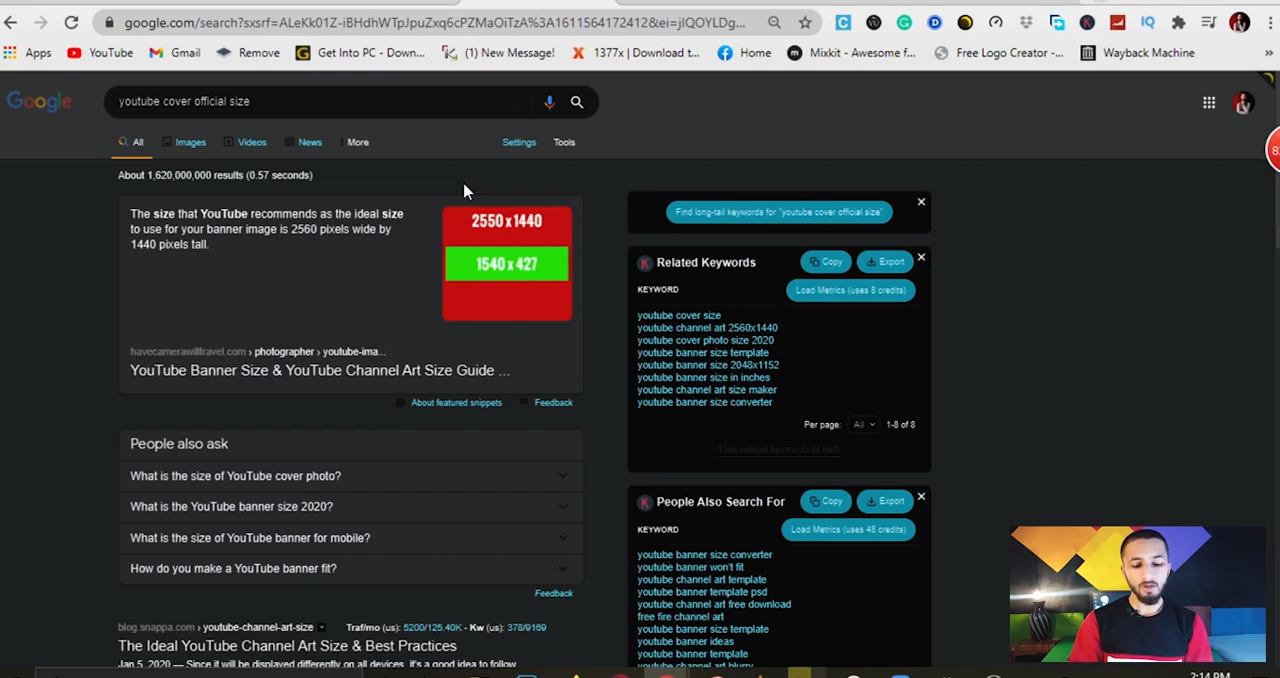 google.com/search?sxsrf=ALeKk01Z-iBHdhWTpJpuZxq6cPZMaOiTzA%3A1611564172412&ei=jIQOYLDg...
Apps YouTube Gmail Remove Get Into PC - Down... (1) New Message! 1377x | Download t... Home Mixkit - Awesome f... Free Logo Creator -... Wayback Machine »
Google youtube cover official size
All Images Videos News More Settings Tools
About 1,620,000,000 results (0.57 seconds)
The size that YouTube recommends as the ideal size
to use for your banner image is 2560 pixels wide by
1440 pixels tall.
2550 x 1440
1540 x 427
havecamerawilltravel.com › photographer › youtube-ima...
YouTube Banner Size & YouTube Channel Art Size Guide ...
About featured snippets Feedback
People also ask
What is the size of YouTube cover photo?
What is the YouTube banner size 2020?
What is the size of YouTube banner for mobile?
How do you make a YouTube banner fit?
Feedback
blog.snappa.com › youtube-channel-art-size Traf/mo (us): 5200/125.40K - Kw (us): 378/9169
The Ideal YouTube Channel Art Size & Best Practices
Jan 5, 2020 — Since it will be displayed differently on all devices, it's a good idea to follow
Find long-tail keywords for "youtube cover official size"
K Related Keywords Copy Export
KEYWORD Load Metrics (uses 8 credits)
youtube cover size
youtube channel art 2560x1440
youtube cover photo size 2020
youtube banner size template
youtube banner size 2048x1152
youtube banner size in inches
youtube channel art size maker
youtube banner size converter
Per page: All 1-8 of 8
K People Also Search For Copy Export
KEYWORD Load Metrics (uses 48 credits)
youtube banner size converter
youtube banner won't fit
youtube channel art template
youtube banner template psd
youtube channel art free download
free fire channel art
youtube banner size template
youtube banner ideas
youtube banner template
youtube channel art blurry
2:14 PM